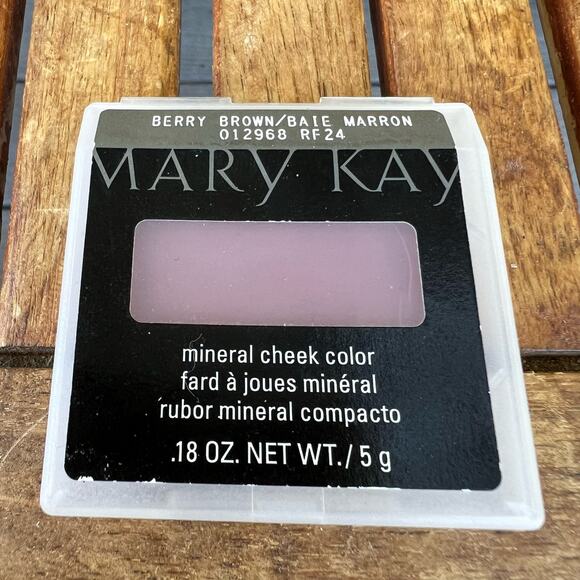 BERRY BROWN/BAIE MARRON
012968 RF24
MARY KAY
mineral cheek color
fard à joues minéral
rubor mineral compacto
.18 OZ. NET WT./5 g